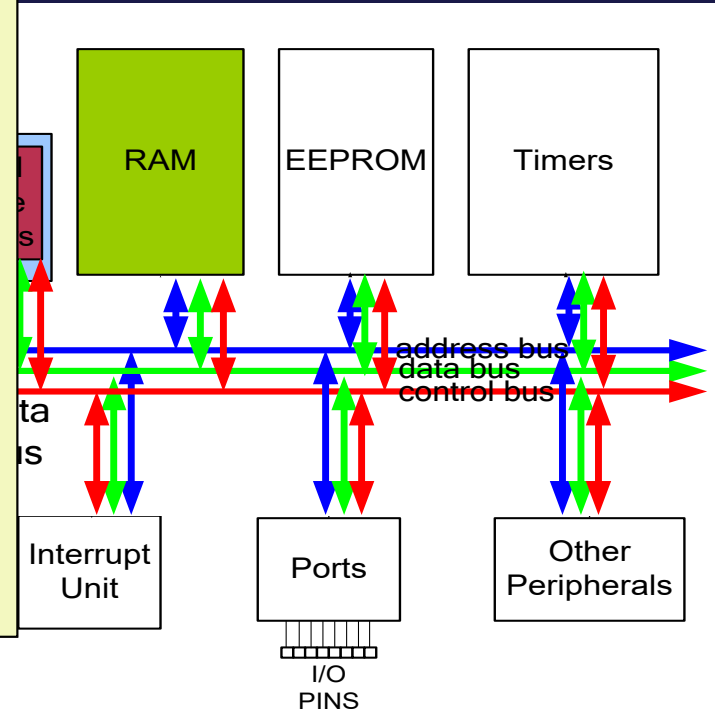 RAM
EEPROM
Timers
address bus
data bus
control bus
Interrupt
Unit
Ports
Other
Peripherals
I/O
PINS